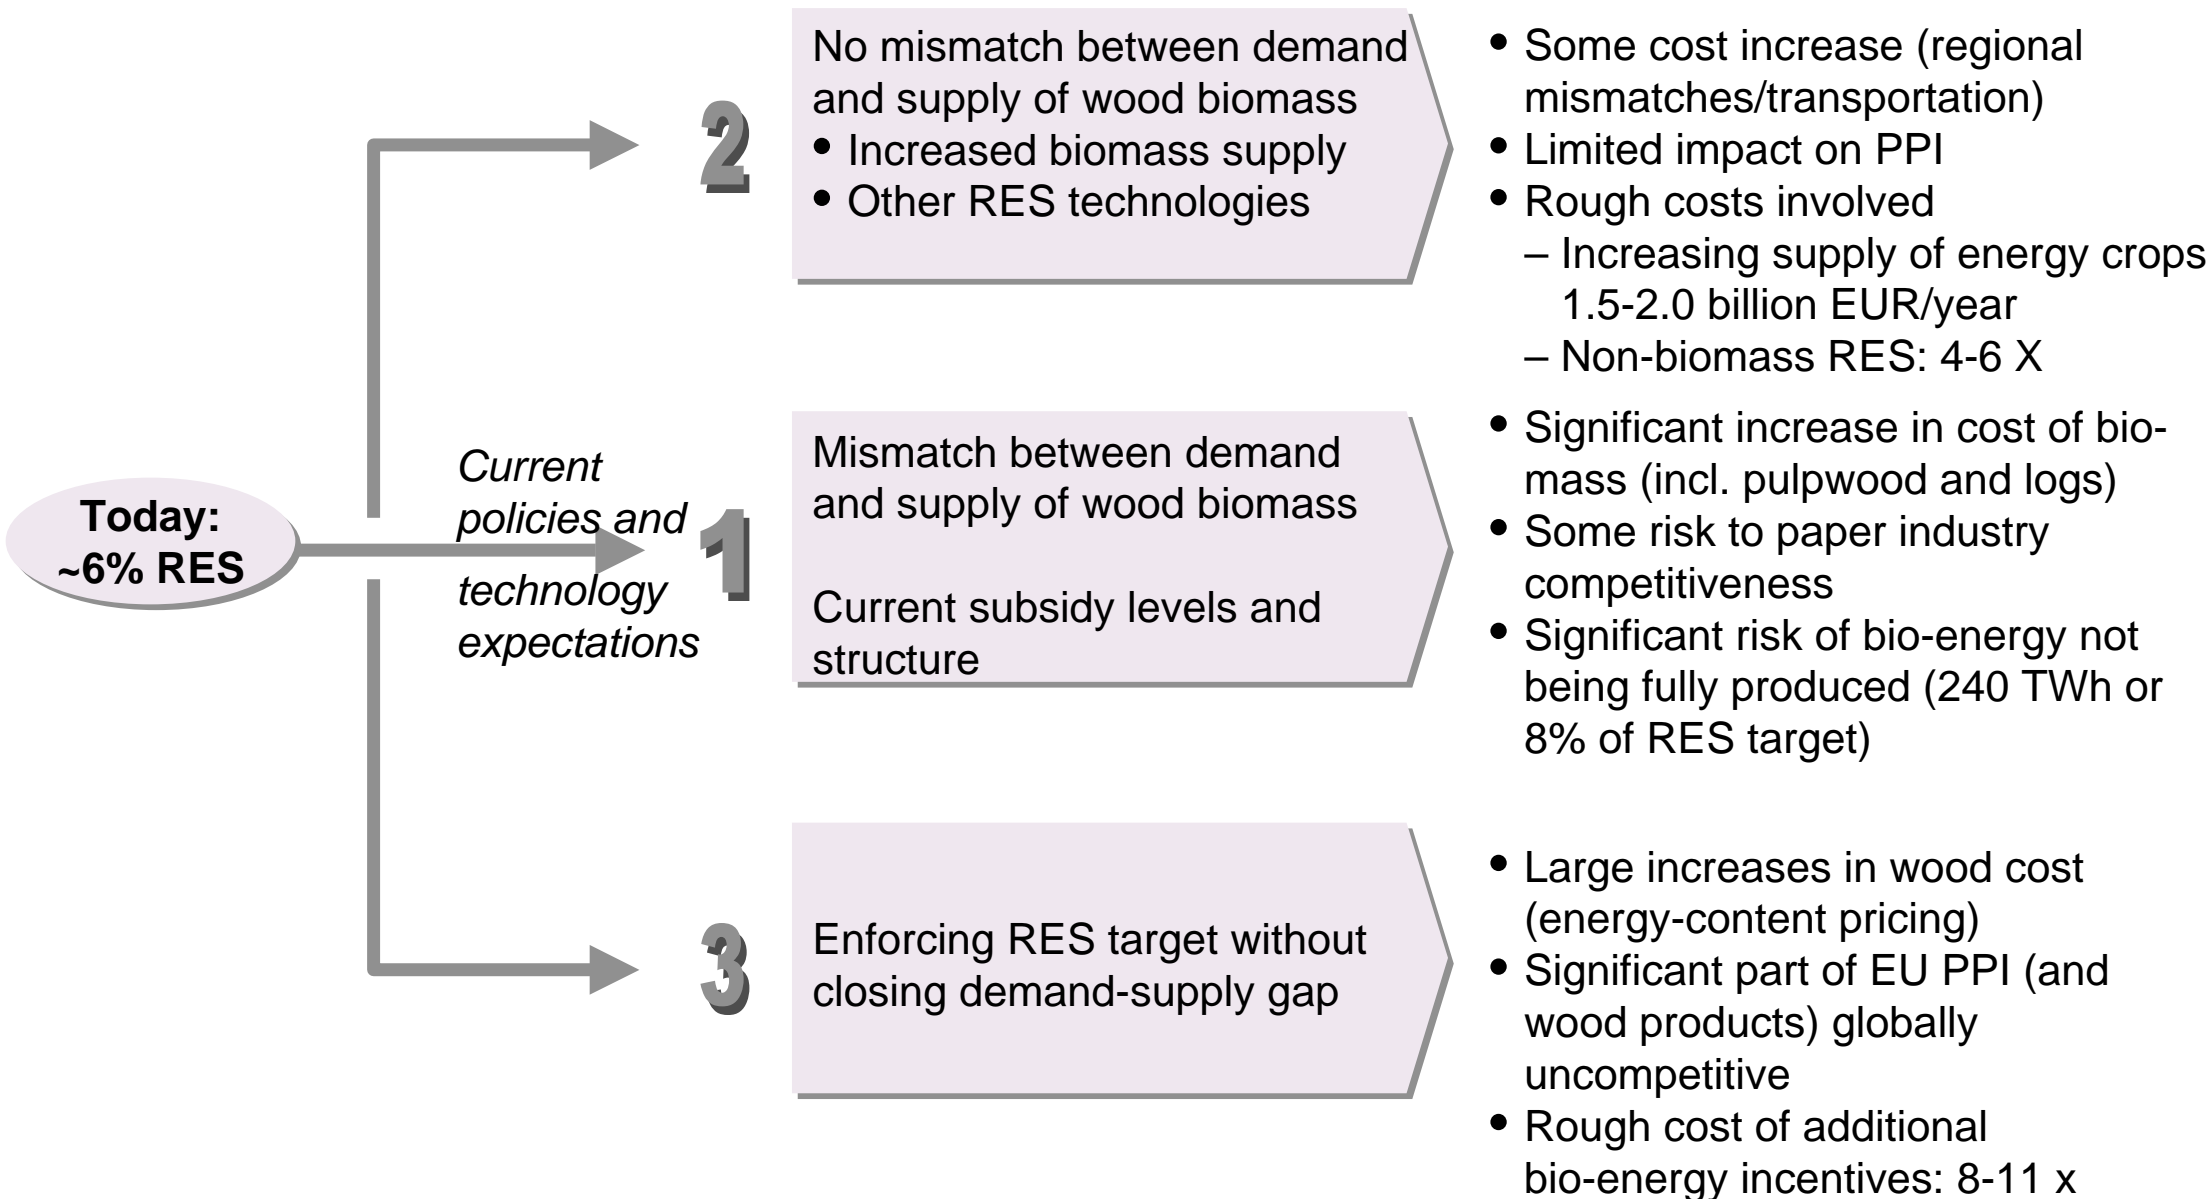 Today:
~6% RES
Current
policies and
technology
expectations
2
No mismatch between demand
and supply of wood biomass
• Increased biomass supply
• Other RES technologies
• Some cost increase (regional
mismatches/transportation)
• Limited impact on PPI
• Rough costs involved
– Increasing supply of energy crops
1.5-2.0 billion EUR/year
– Non-biomass RES: 4-6 X
1
Mismatch between demand
and supply of wood biomass
Current subsidy levels and
structure
• Significant increase in cost of bio-
mass (incl. pulpwood and logs)
• Some risk to paper industry
competitiveness
• Significant risk of bio-energy not
being fully produced (240 TWh or
8% of RES target)
3
Enforcing RES target without
closing demand-supply gap
• Large increases in wood cost
(energy-content pricing)
• Significant part of EU PPI (and
wood products) globally
uncompetitive
• Rough cost of additional
bio-energy incentives: 8-11 x